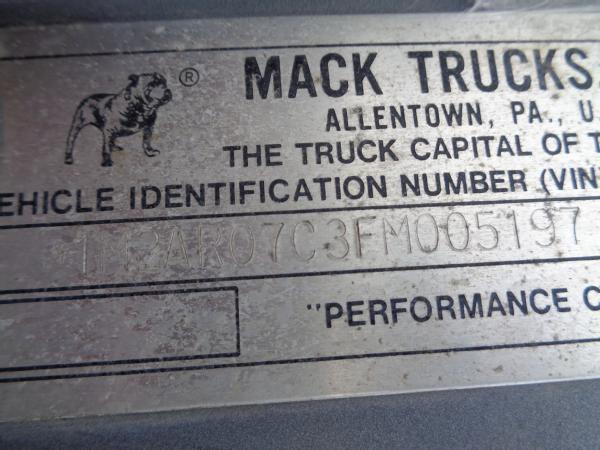 ®
MACK TRUCKS,
ALLENTOWN, PA., U.
THE TRUCK CAPITAL OF T
EHICLE IDENTIFICATION NUMBER (VIN
1M2AR07C3FM005197
"PERFORMANCE C